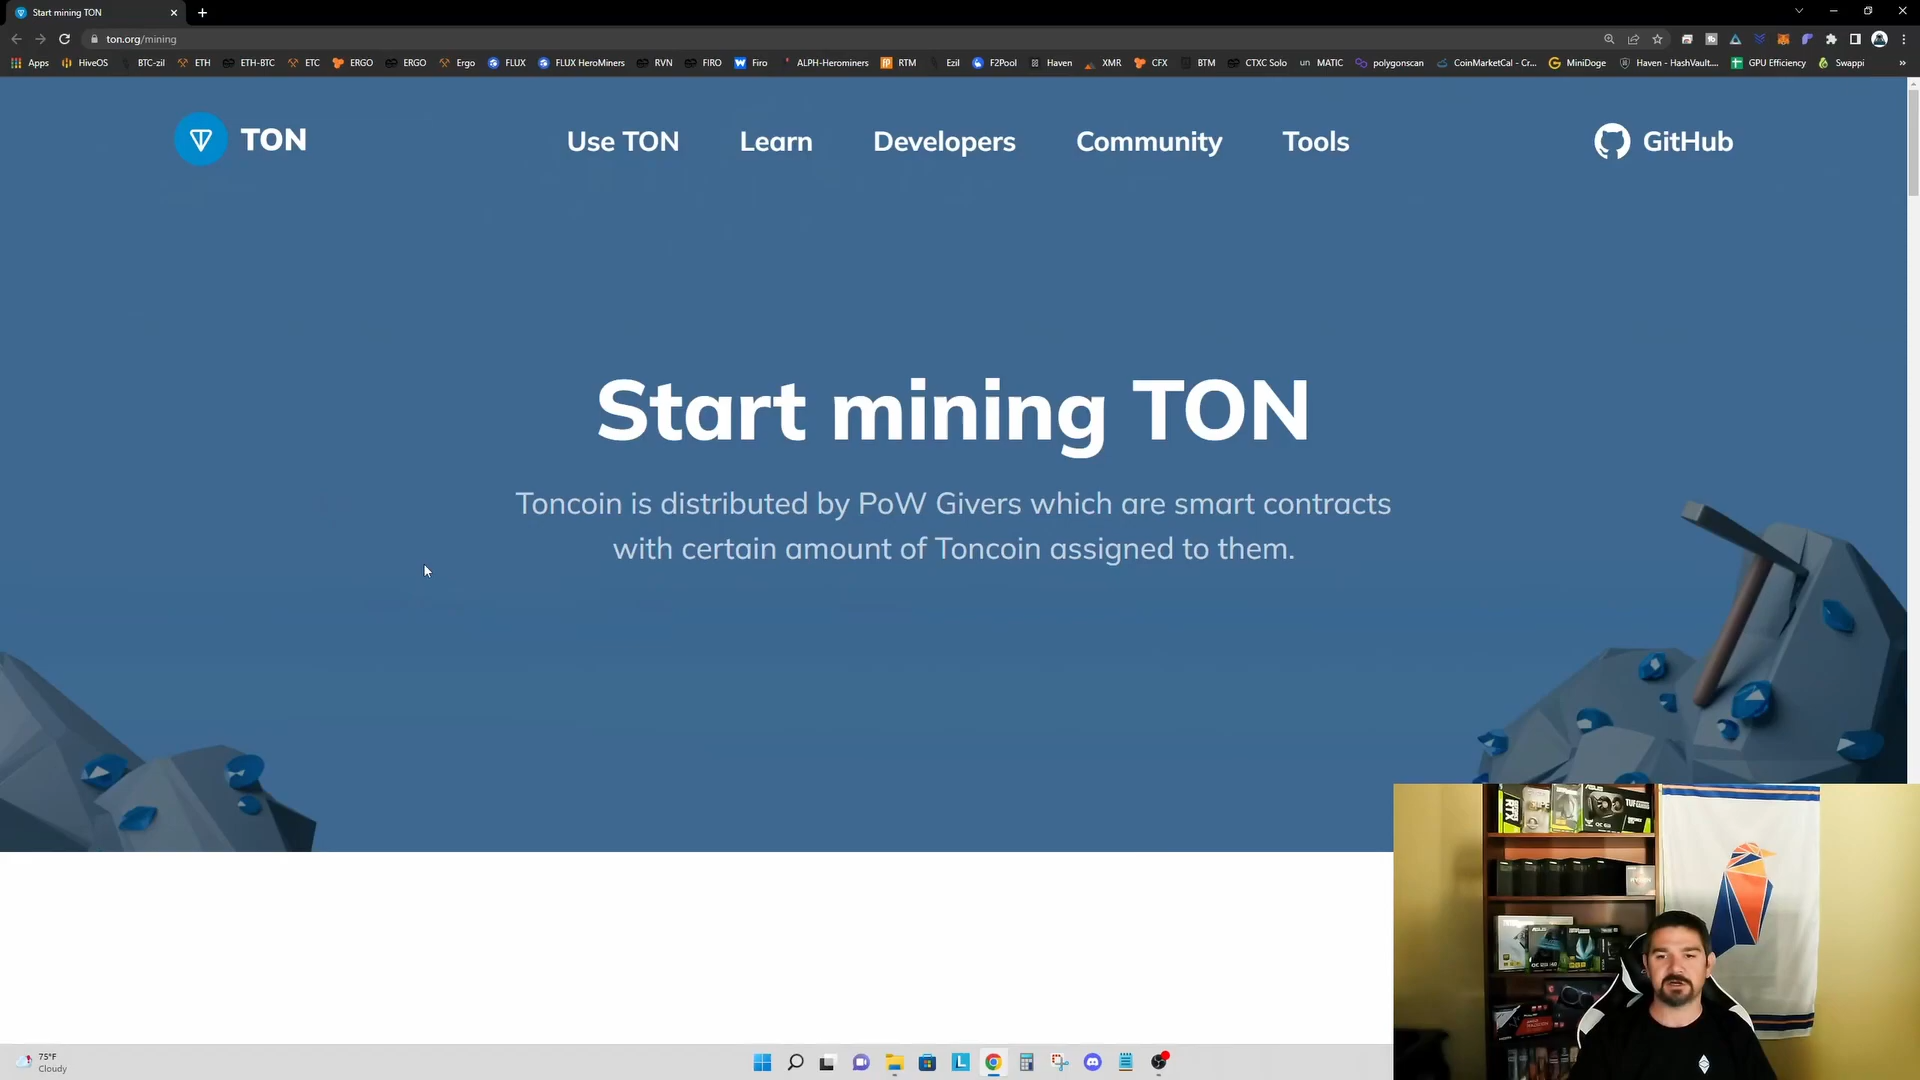 Start mining TON
ton.org/mining
Apps HiveOS BTC-zil ETH ETH-BTC ETC ERGO ERGO Ergo FLUX FLUX HeroMiners RVN FIRO Firo ALPH-Herominers RTM Ezil F2Pool Haven XMR CFX BTM CTXC Solo un MATIC polygonscan CoinMarketCal - Cr... MiniDoge Haven - HashVault.... GPU Efficiency Swappi »
TON Use TON Learn Developers Community Tools GitHub
Start mining TON
Toncoin is distributed by PoW Givers which are smart contracts
with certain amount of Toncoin assigned to them.
TUF
RTX
75°F
Cloudy